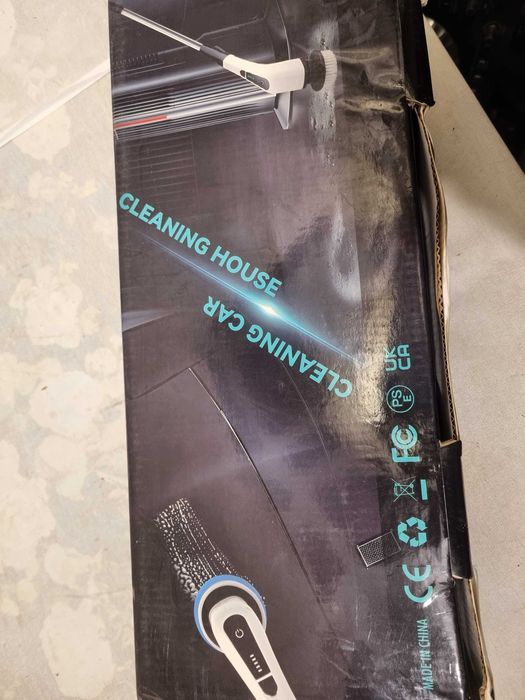 CLEANING HOUSE
CLEANING CAR
UK
CA
PS
E
FC
CE
MADE IN CHINA